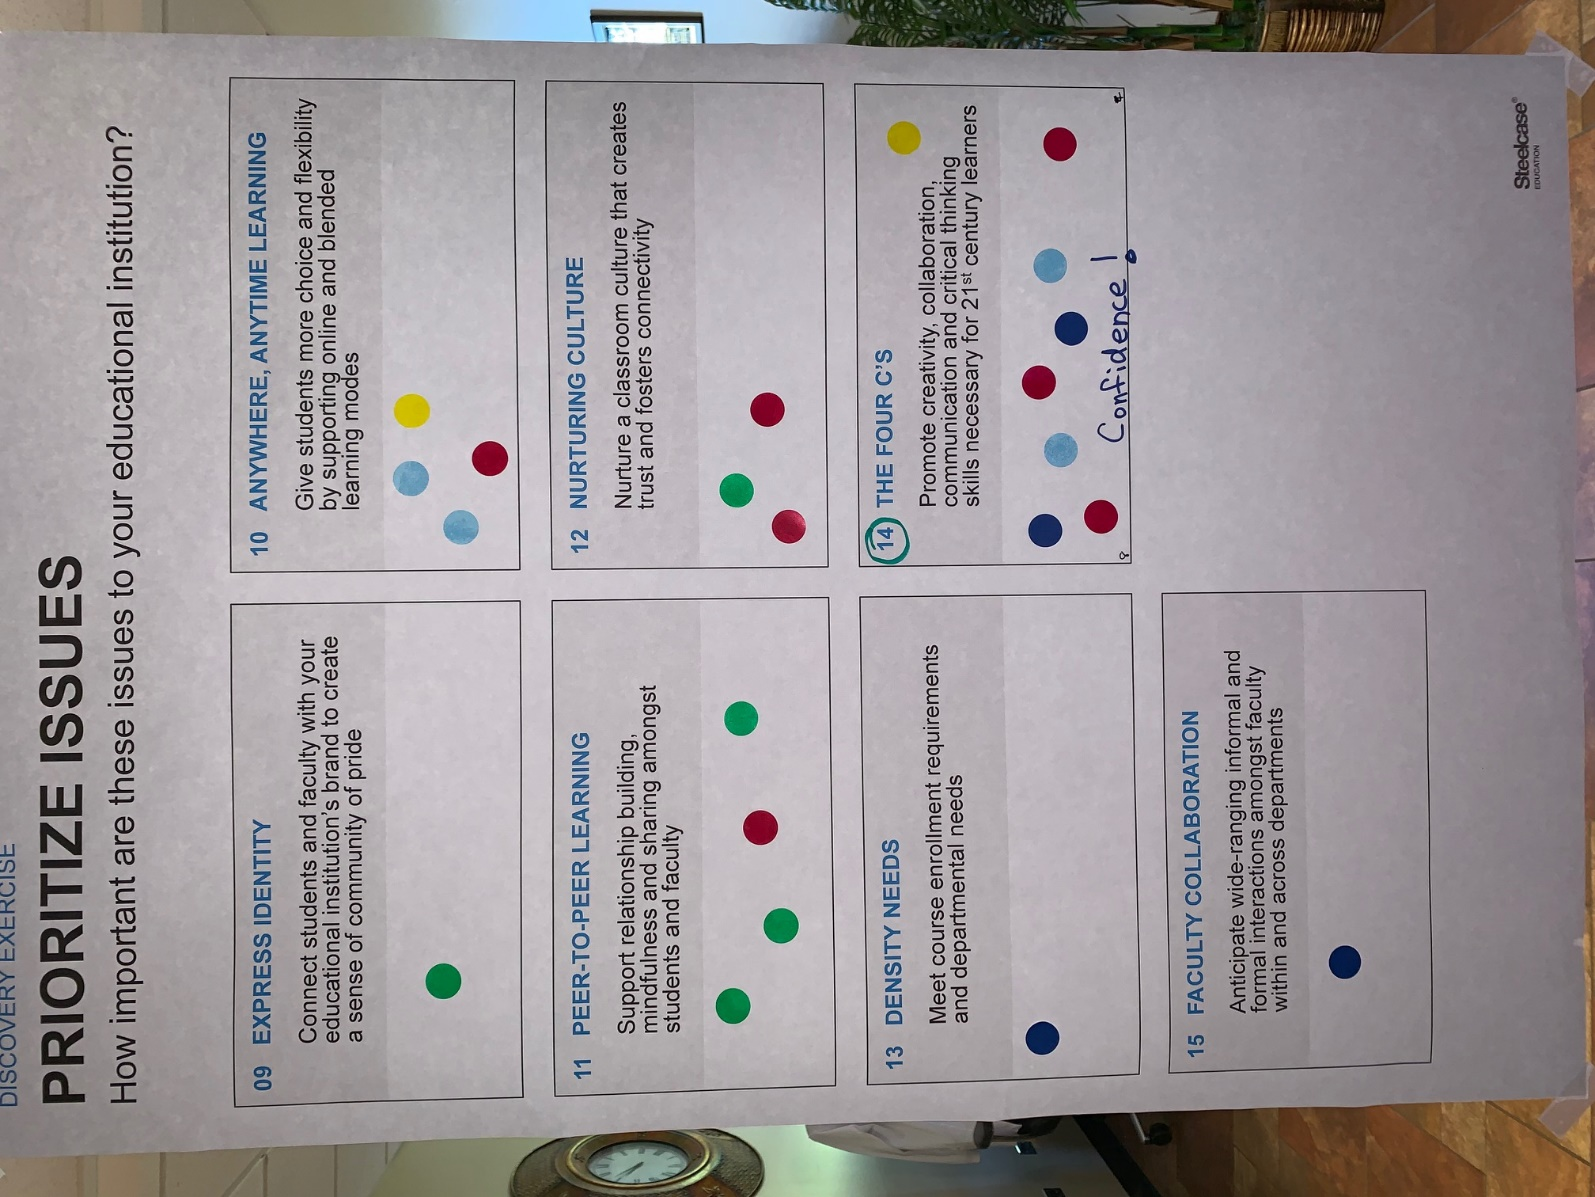 DISCOVERY EXERCISE
PRIORITIZE ISSUES
How important are these issues to your educational institution?
09 EXPRESS IDENTITY
Connect students and faculty with your
educational institution's brand to create
a sense of community of pride
10 ANYWHERE, ANYTIME LEARNING
Give students more choice and flexibility
by supporting online and blended
learning modes
11 PEER-TO-PEER LEARNING
Support relationship building,
mindfulness and sharing amongst
students and faculty
12 NURTURING CULTURE
Nurture a classroom culture that creates
trust and fosters connectivity
13 DENSITY NEEDS
Meet course enrollment requirements
and departmental needs
14 THE FOUR C'S
Promote creativity, collaboration,
communication and critical thinking
skills necessary for 21st century learners
Confidence!
15 FACULTY COLLABORATION
Anticipate wide-ranging informal and
formal interactions amongst faculty
within and across departments
Steelcase®
EDUCATION